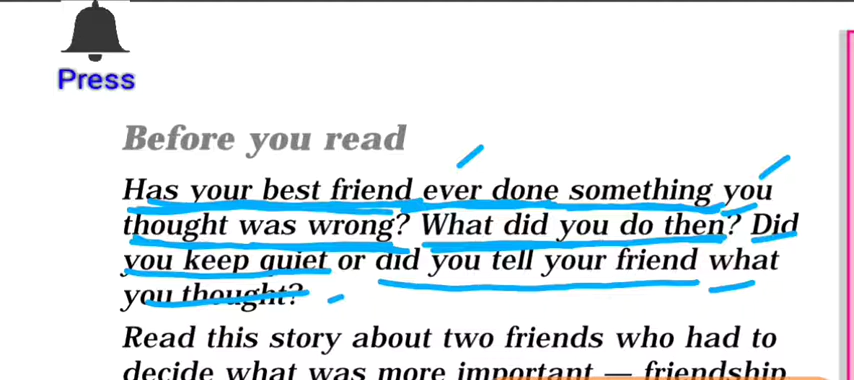 Press
Before you read
Has your best friend ever done something you
thought was wrong? What did you do then? Did
you keep quiet or did you tell your friend what
you thought?
Read this story about two friends who had to
decide what was more important — friendship